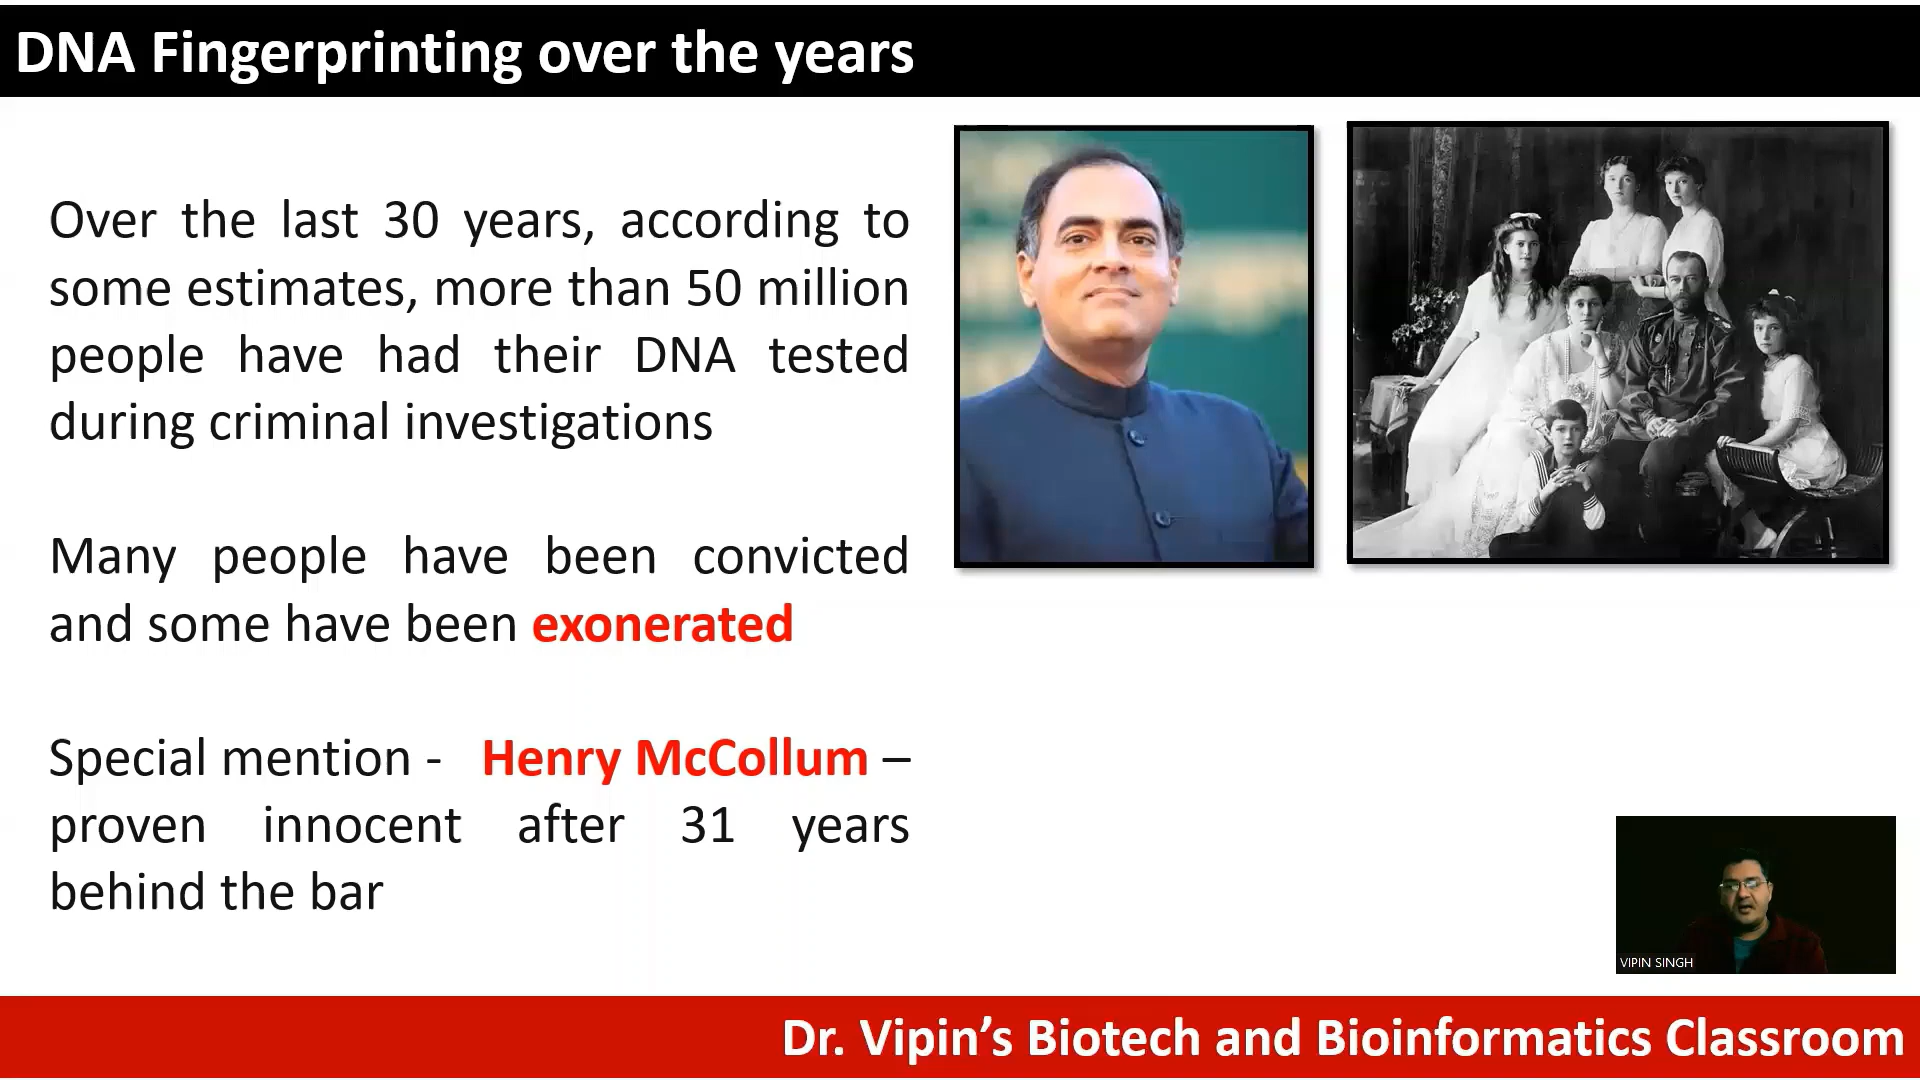 DNA Fingerprinting over the years
Over the last 30 years, according to
some estimates, more than 50 million
people have had their DNA tested
during criminal investigations
Many people have been convicted
and some have been exonerated
Special mention - Henry McCollum –
proven innocent after 31 years
behind the bar
VIPIN SINGH
Dr. Vipin’s Biotech and Bioinformatics Classroom